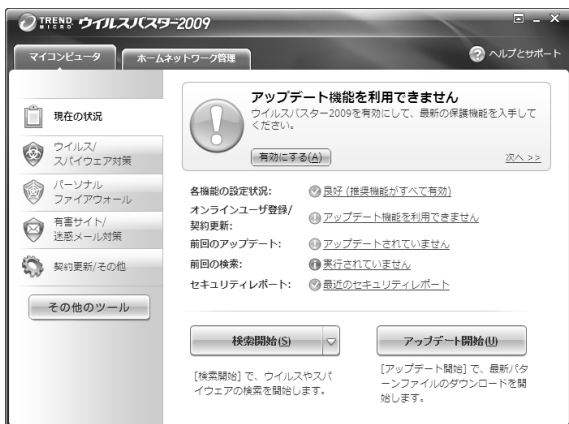 TREND MICRO ウイルスバスター2009
マイコンピュータ
ホームネットワーク管理
ヘルプとサポート
現在の状況
ウイルス/
スパイウェア対策
パーソナル
ファイアウォール
有害サイト/
迷惑メール対策
契約更新/その他
その他のツール
アップデート機能を利用できません
ウイルスバスター2009を有効にして、最新の保護機能を入手して
ください。
有効にする(A)
次へ >>
各機能の設定状況:
良好 (推奨機能がすべて有効)
オンラインユーザ登録/
契約更新:
アップデート機能を利用できません
前回のアップデート:
アップデートされていません
前回の検索:
実行されていません
セキュリティレポート:
最近のセキュリティレポート
検索開始(S)
アップデート開始(U)
[検索開始] で、ウイルスやスパ
イウェアの検索を開始します。
[アップデート開始] で、最新パタ
ーンファイルのダウンロードを開
始します。